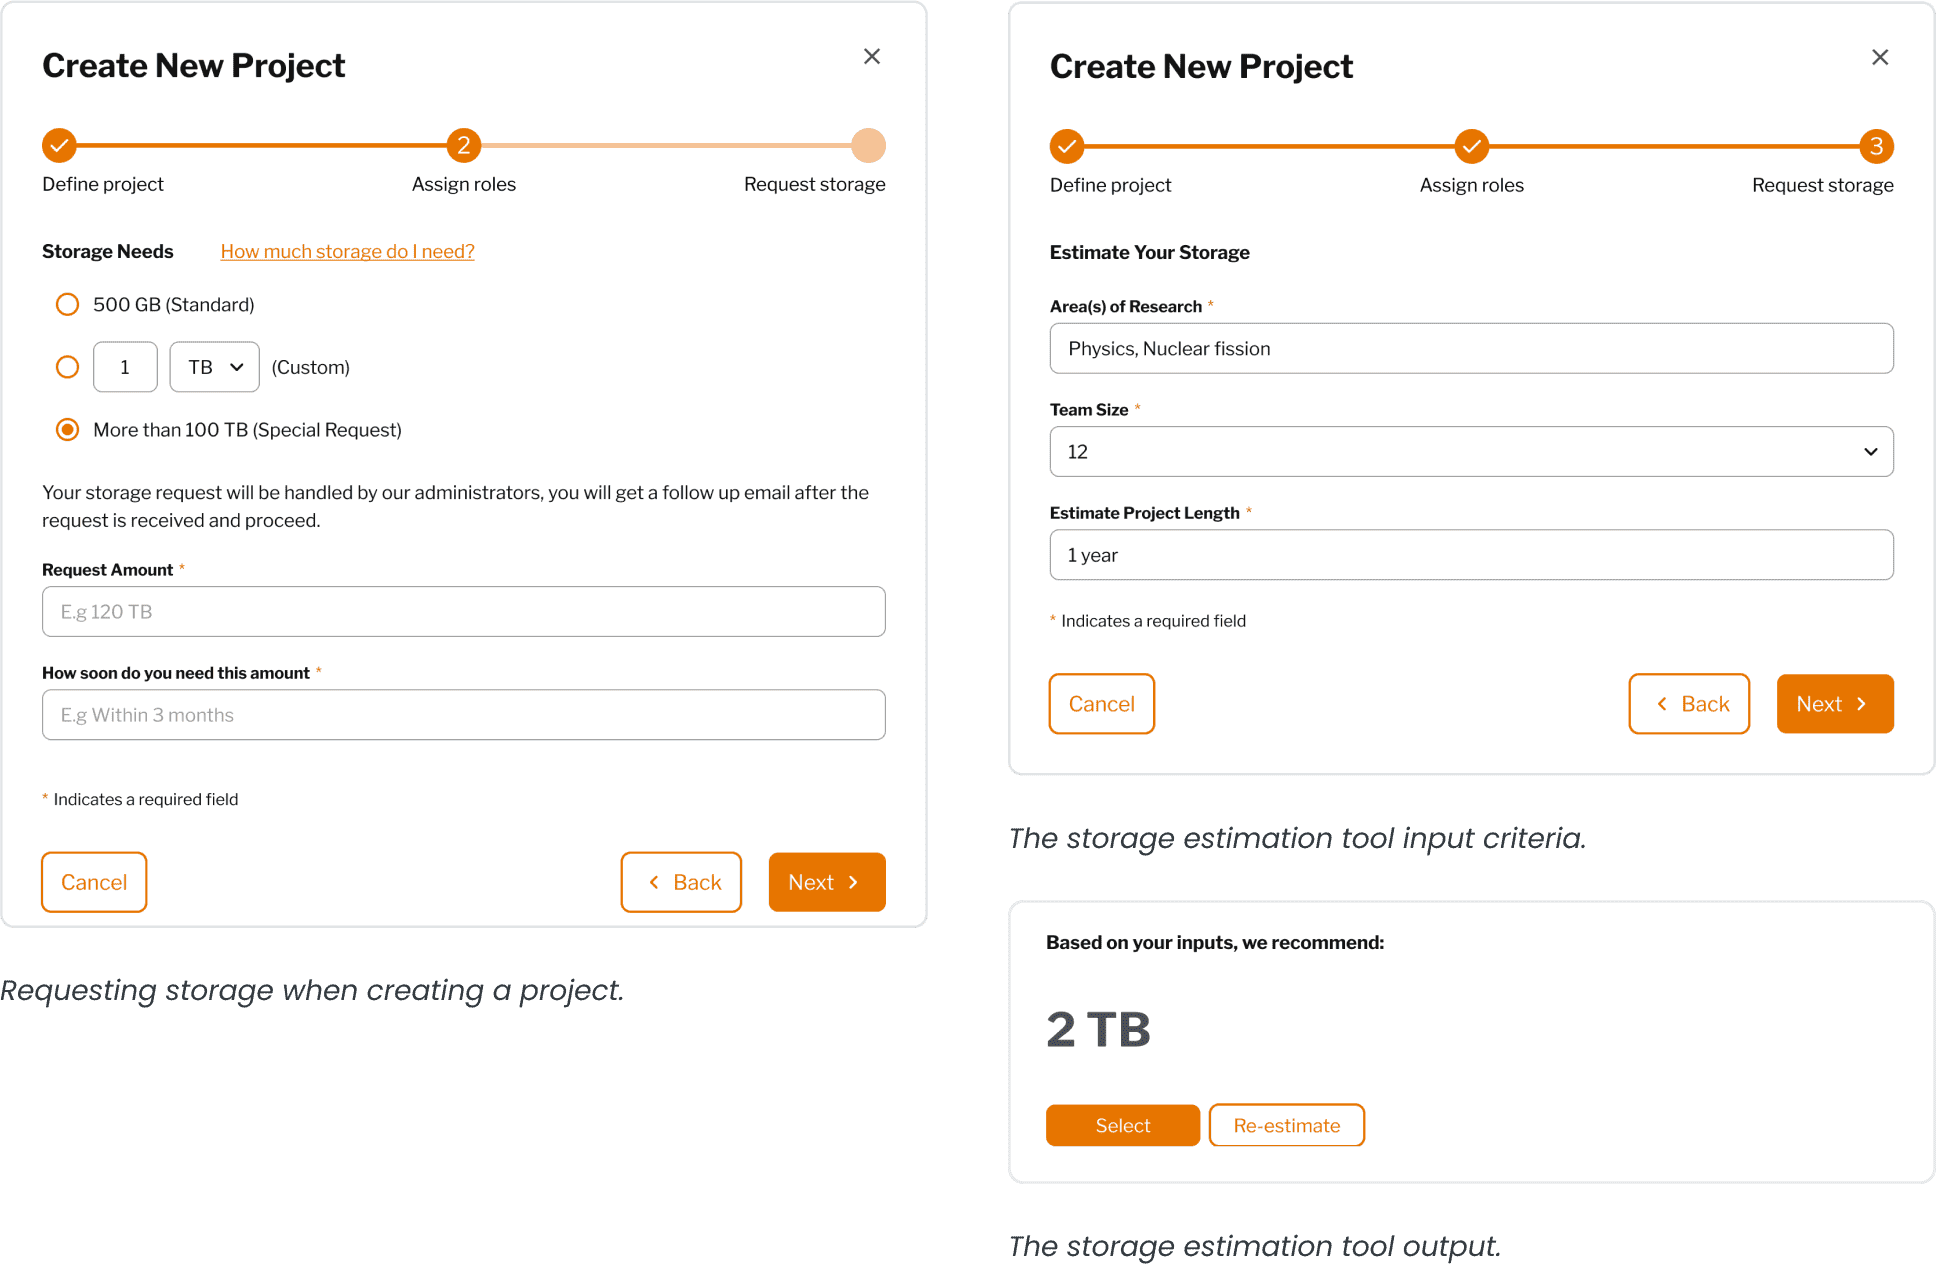 Create New Project
2
Define project
Assign roles
Request storage
Storage Needs
How much storage do I need?
500 GB (Standard)
1
TB
(Custom)
More than 100 TB (Special Request)
Your storage request will be handled by our administrators, you will get a follow up email after the
request is received and proceed.
Request Amount *
E.g 120 TB
How soon do you need this amount *
E.g Within 3 months
* Indicates a required field
Cancel
Back
Next
Requesting storage when creating a project.
Create New Project
3
Define project
Assign roles
Request storage
Estimate Your Storage
Area(s) of Research *
Physics, Nuclear fission
Team Size *
12
Estimate Project Length *
1 year
* Indicates a required field
Cancel
Back
Next
The storage estimation tool input criteria.
Based on your inputs, we recommend:
2 TB
Select
Re-estimate
The storage estimation tool output.